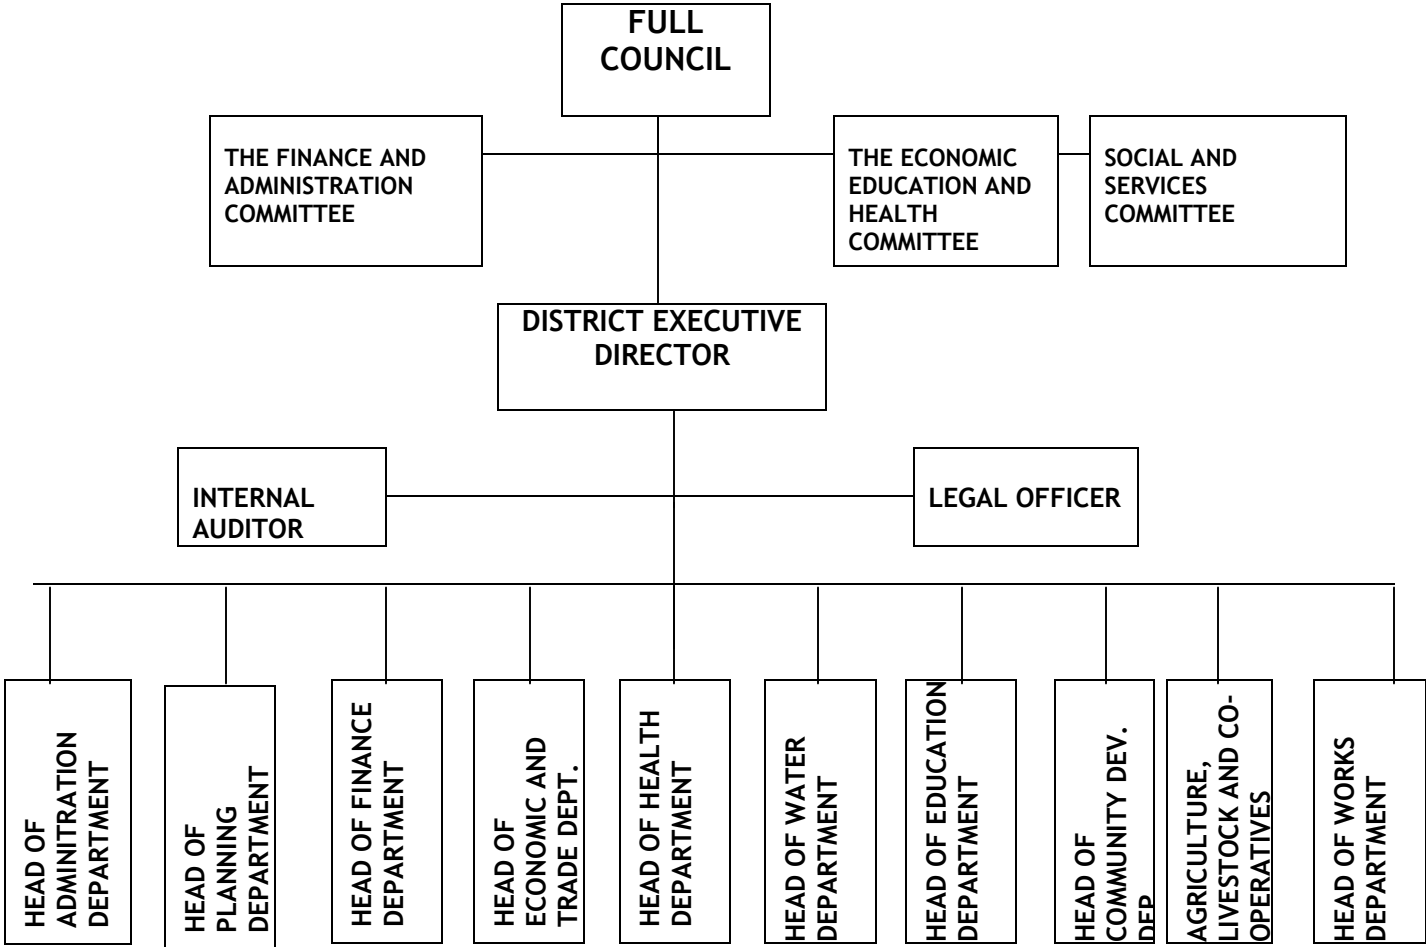 FULL
COUNCIL
THE FINANCE AND
ADMINISTRATION
COMMITTEE
THE ECONOMIC
EDUCATION AND
HEALTH
COMMITTEE
SOCIAL AND
SERVICES
COMMITTEE
DISTRICT EXECUTIVE
DIRECTOR
INTERNAL
AUDITOR
LEGAL OFFICER
HEAD OF
ADMINITRATION
DEPARTMENT
HEAD OF
PLANNING
DEPARTMENT
HEAD OF FINANCE
DEPARTMENT
HEAD OF
ECONOMIC AND
TRADE DEPT.
HEAD OF HEALTH
DEPARTMENT
HEAD OF WATER
DEPARTMENT
HEAD OF EDUCATION
DEPARTMENT
HEAD OF
COMMUNITY DEV.
DEP
AGRICULTURE,
LIVESTOCK AND CO-
OPERATIVES
HEAD OF WORKS
DEPARTMENT